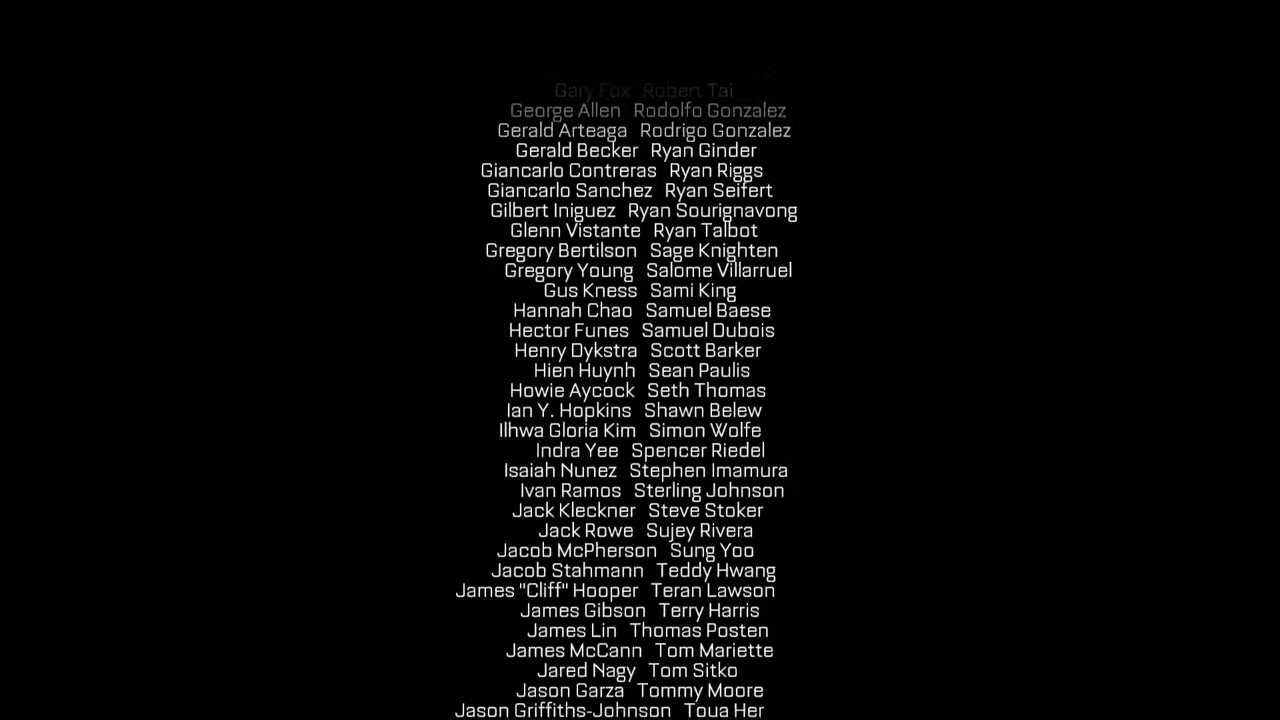 Gary Fox Robert Tai
George Allen Rodolfo Gonzalez
Gerald Arteaga Rodrigo Gonzalez
Gerald Becker Ryan Ginder
Giancarlo Contreras Ryan Riggs
Giancarlo Sanchez Ryan Seifert
Gilbert Iniguez Ryan Sourignavong
Glenn Vistante Ryan Talbot
Gregory Bertilson Sage Knighten
Gregory Young Salome Villarruel
Gus Kness Sami King
Hannah Chao Samuel Baese
Hector Funes Samuel Dubois
Henry Dykstra Scott Barker
Hien Huynh Sean Paulis
Howie Aycock Seth Thomas
Ian Y. Hopkins Shawn Belew
Ilhwa Gloria Kim Simon Wolfe
Indra Yee Spencer Riedel
Isaiah Nunez Stephen Imamura
Ivan Ramos Sterling Johnson
Jack Kleckner Steve Stoker
Jack Rowe Sujey Rivera
Jacob McPherson Sung Yoo
Jacob Stahmann Teddy Hwang
James "Cliff" Hooper Teran Lawson
James Gibson Terry Harris
James Lin Thomas Posten
James McCann Tom Mariette
Jared Nagy Tom Sitko
Jason Garza Tommy Moore
Jason Griffiths-Johnson Toua Her